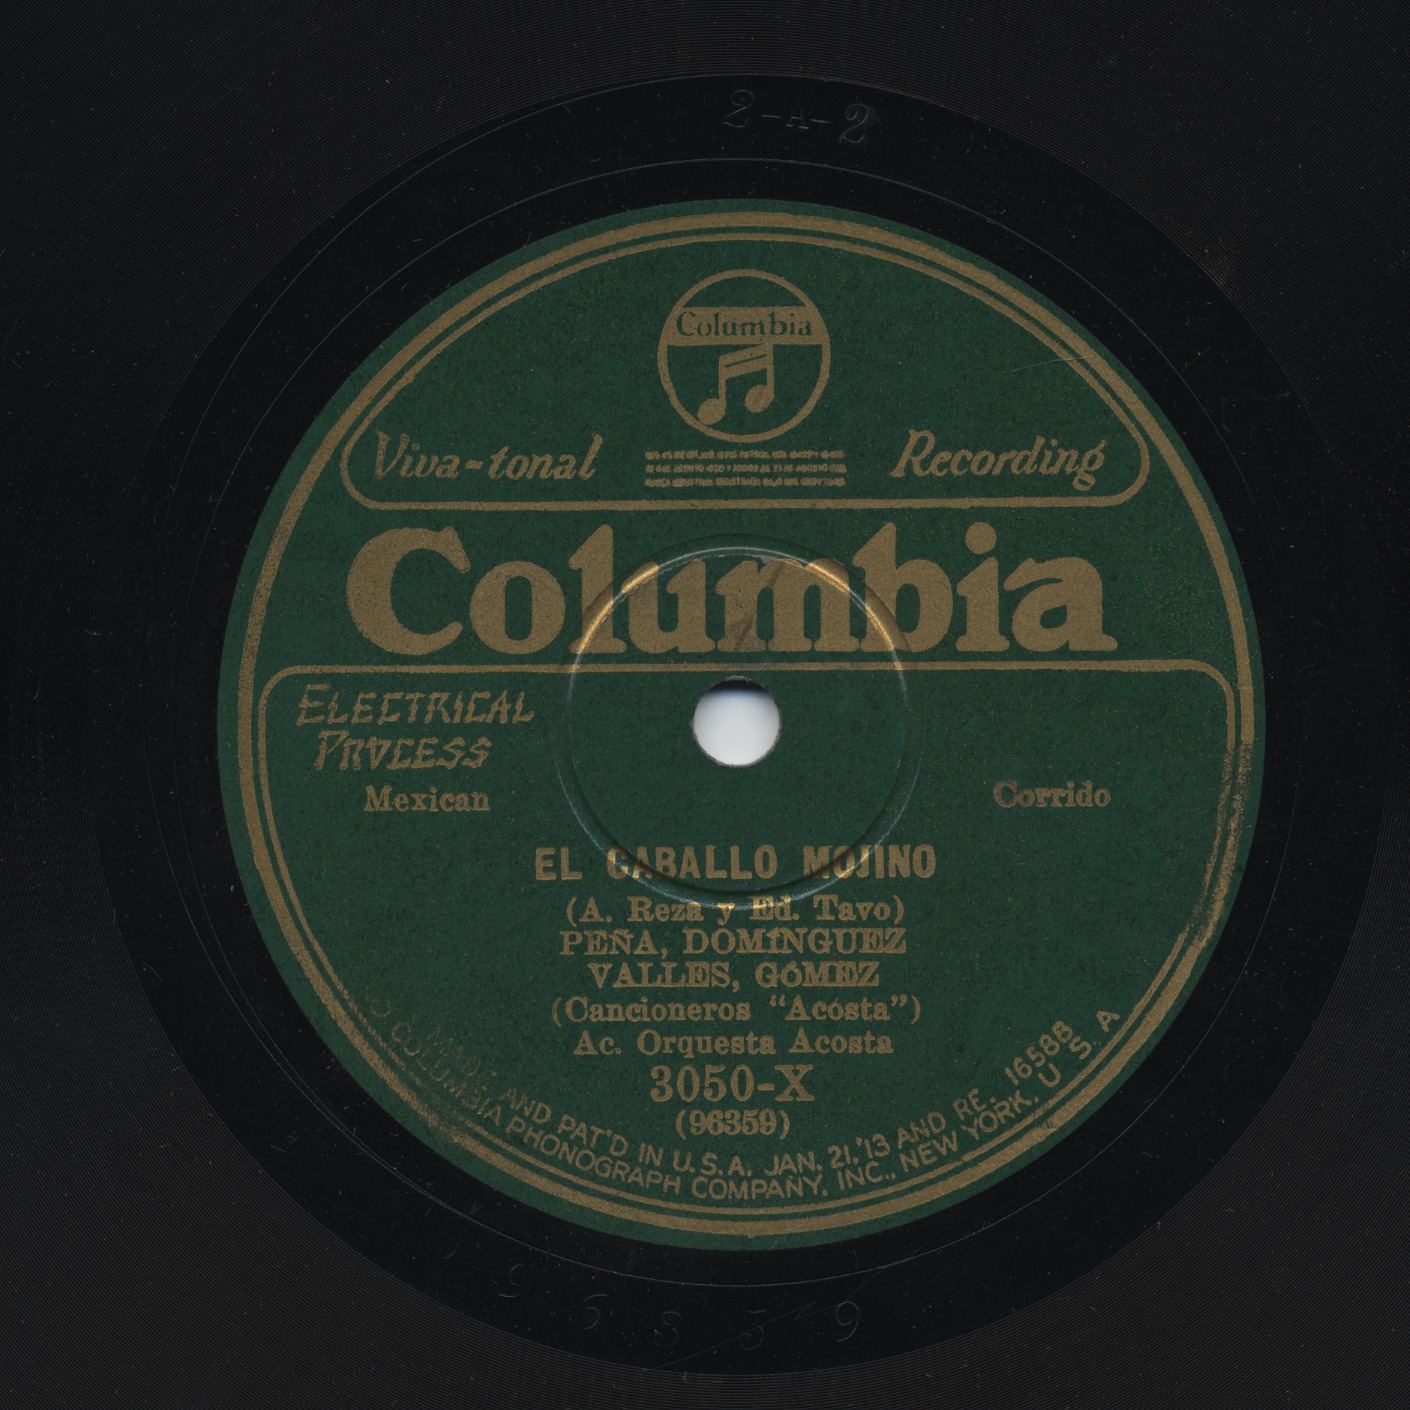 2-A-2
Columbia
Viva-tonal Recording
Columbia
ELECTRICAL
PROCESS
Mexican Corrido
EL CABALLO MOJINO
(A. Reza y Ed. Tavo)
PEÑA, DOMÍNGUEZ
VALLES, GÓMEZ
(Cancioneros "Acósta")
Ac. Orquesta Acosta
3050-X
(96359)
MADE AND PAT'D IN U.S.A. JAN. 21,'13 AND RE. 16588
COLUMBIA PHONOGRAPH COMPANY, INC., NEW YORK, U S A
96359